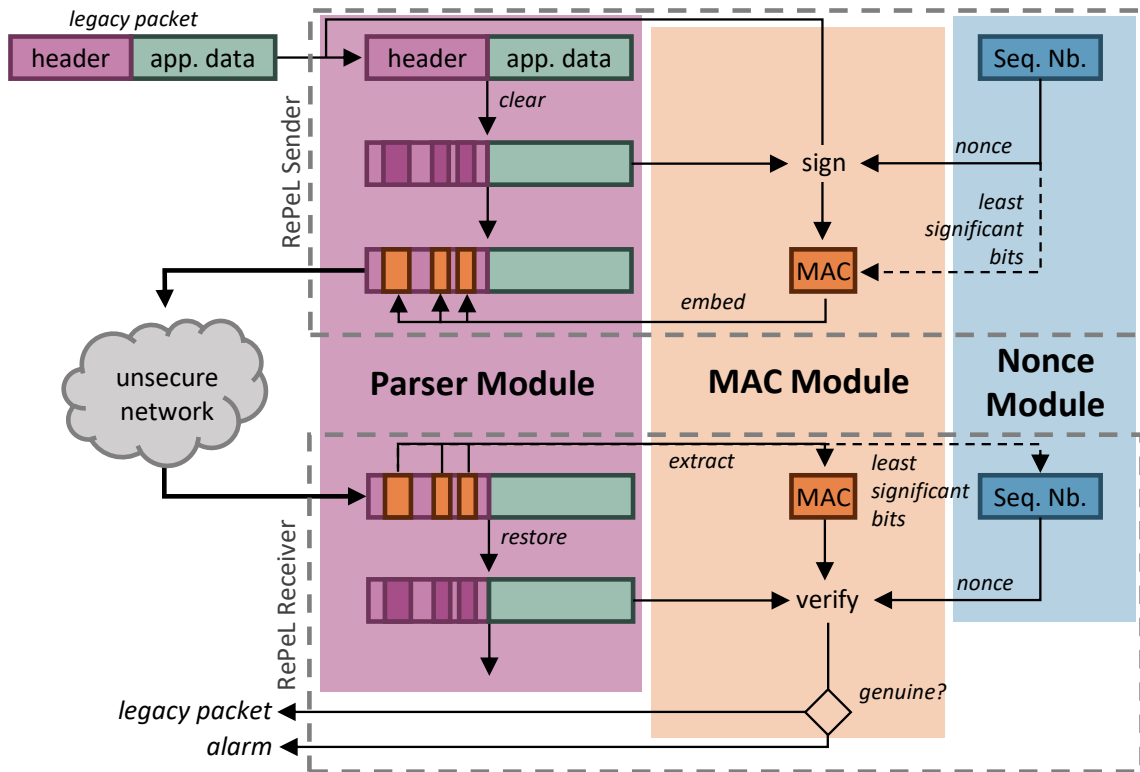 legacy packet
header
app. data
header
app. data
Seq. Nb.
clear
RePeL Sender
sign
nonce
least
significant
bits
MAC
embed
unsecure
network
Parser Module
MAC Module
Nonce
Module
RePeL Receiver
extract
MAC
least
significant
bits
Seq. Nb.
restore
verify
nonce
genuine?
legacy packet
alarm